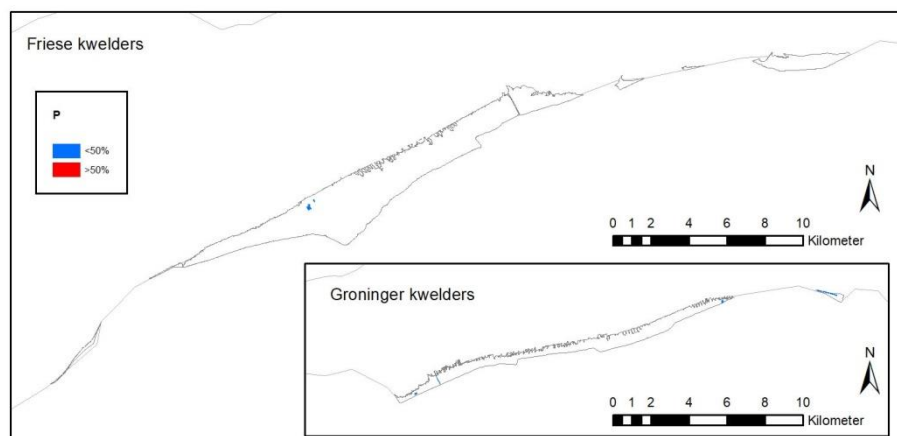 Friese kwelders
P
<50%
>50%
N
0 1 2 4 6 8 10
Kilometer
Groninger kwelders
N
0 1 2 4 6 8 10
Kilometer